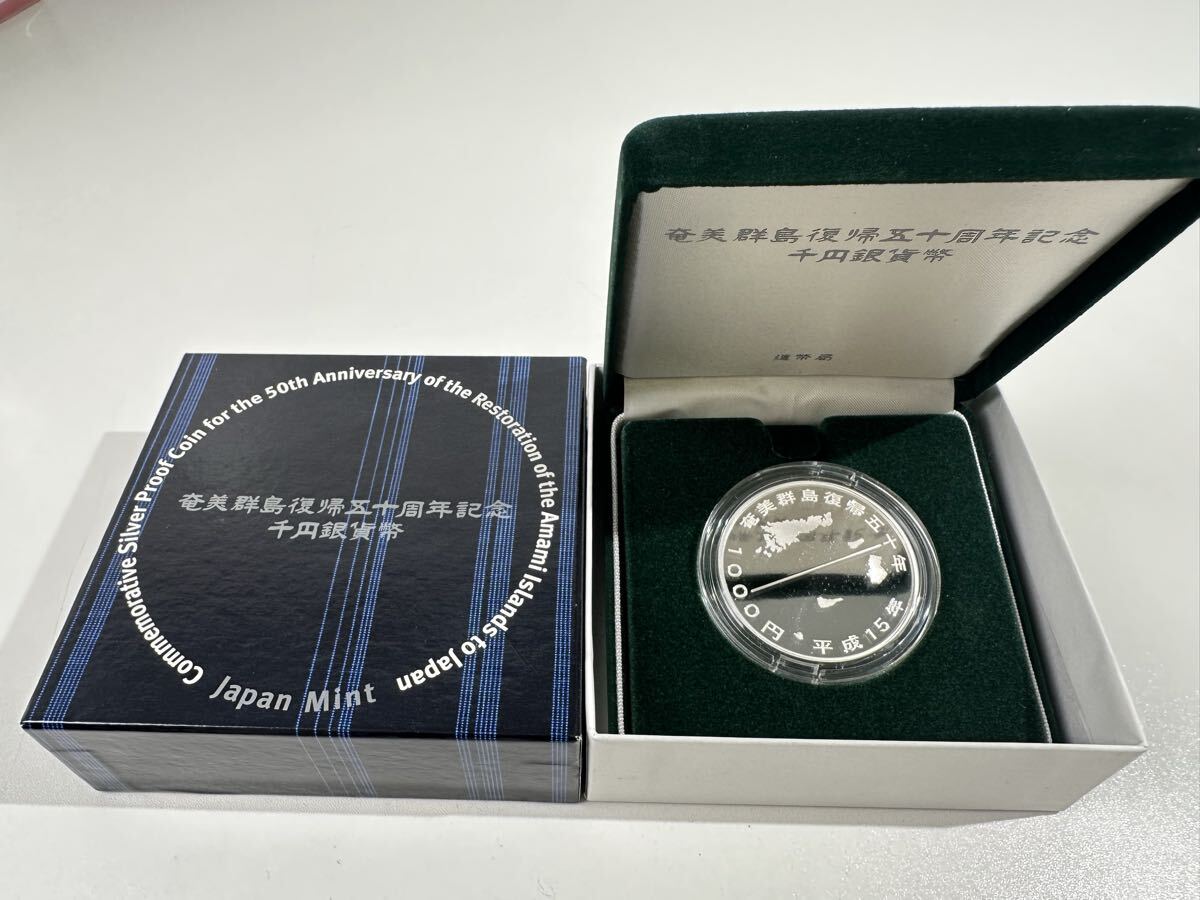 Commemorative Silver Proof Coin for the 50th Anniversary of the Restoration of the Amami Islands to Japan
奄美群島復帰五十周年記念
千円銀貨幣
Japan Mint
奄美群島復帰五十周年記念
千円銀貨幣
造幣局
奄美群島復帰五十年
1000円
平成15年